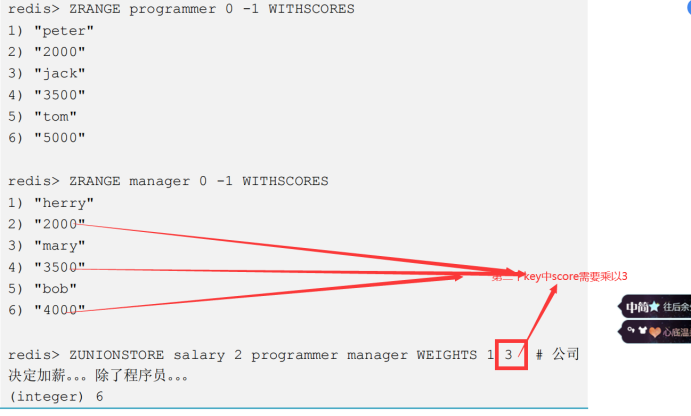 redis> ZRANGE programmer 0 -1 WITHSCORES
1) "peter"
2) "2000"
3) "jack"
4) "3500"
5) "tom"
6) "5000"
redis> ZRANGE manager 0 -1 WITHSCORES
1) "herry"
2) "2000"
3) "mary"
4) "3500"
5) "bob"
6) "4000"
第二个key中score需要乘以3
redis> ZUNIONSTORE salary 2 programmer manager WEIGHTS 1 3 # 公司
决定加薪。。。除了程序员。。。
(integer) 6
中简 往后余
心底温